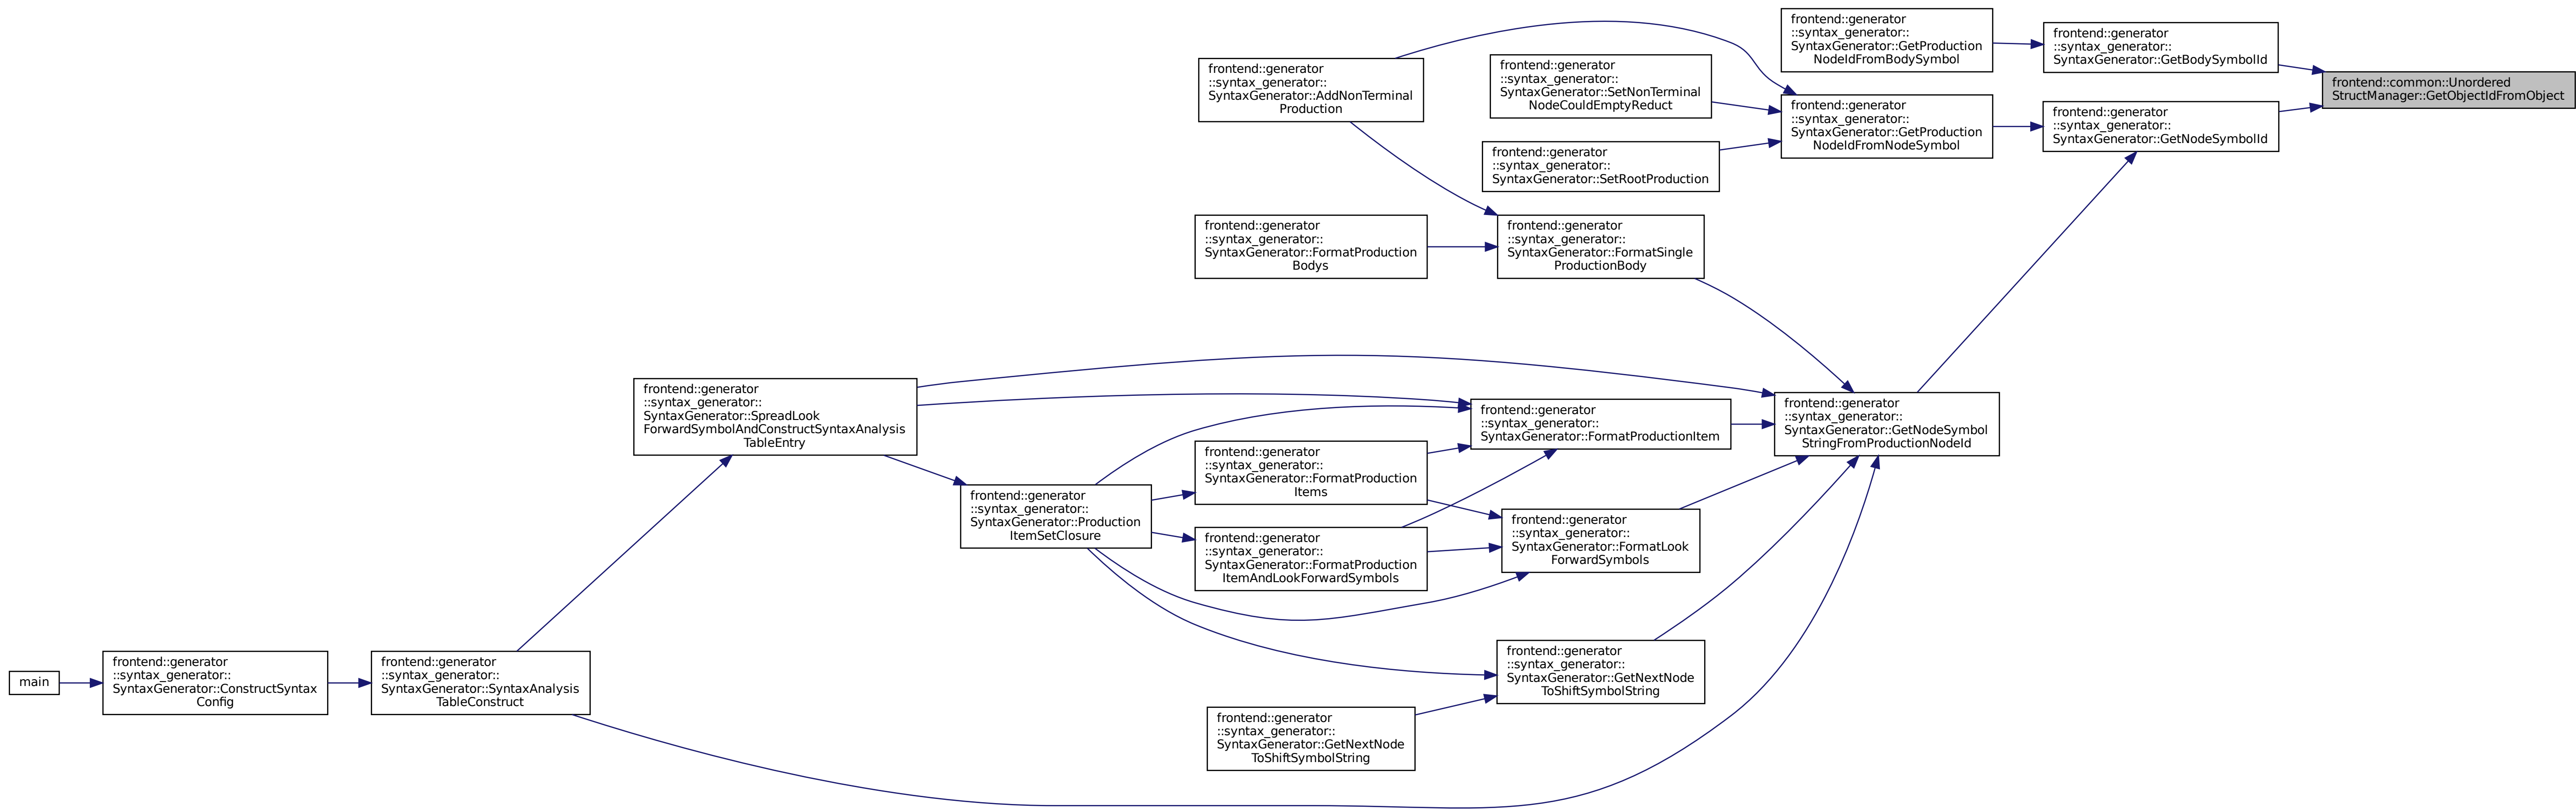 frontend::generator
::syntax_generator::
SyntaxGenerator::GetProduction
NodeIdFromBodySymbol
frontend::generator
::syntax_generator::
SyntaxGenerator::GetBodySymbolId
frontend::common::Unordered
StructManager::GetObjectIdFromObject
frontend::generator
::syntax_generator::
SyntaxGenerator::AddNonTerminal
Production
frontend::generator
::syntax_generator::
SyntaxGenerator::SetNonTerminal
NodeCouldEmptyReduct
frontend::generator
::syntax_generator::
SyntaxGenerator::GetProduction
NodeIdFromNodeSymbol
frontend::generator
::syntax_generator::
SyntaxGenerator::GetNodeSymbolId
frontend::generator
::syntax_generator::
SyntaxGenerator::SetRootProduction
frontend::generator
::syntax_generator::
SyntaxGenerator::FormatProduction
Bodys
frontend::generator
::syntax_generator::
SyntaxGenerator::FormatSingle
ProductionBody
frontend::generator
::syntax_generator::
SyntaxGenerator::SpreadLook
ForwardSymbolAndConstructSyntaxAnalysis
TableEntry
frontend::generator
::syntax_generator::
SyntaxGenerator::FormatProductionItem
frontend::generator
::syntax_generator::
SyntaxGenerator::GetNodeSymbol
StringFromProductionNodeId
frontend::generator
::syntax_generator::
SyntaxGenerator::FormatProduction
Items
frontend::generator
::syntax_generator::
SyntaxGenerator::Production
ItemSetClosure
frontend::generator
::syntax_generator::
SyntaxGenerator::FormatProduction
ItemAndLookForwardSymbols
frontend::generator
::syntax_generator::
SyntaxGenerator::FormatLook
ForwardSymbols
main
frontend::generator
::syntax_generator::
SyntaxGenerator::ConstructSyntax
Config
frontend::generator
::syntax_generator::
SyntaxGenerator::SyntaxAnalysis
TableConstruct
frontend::generator
::syntax_generator::
SyntaxGenerator::GetNextNode
ToShiftSymbolString
frontend::generator
::syntax_generator::
SyntaxGenerator::GetNextNode
ToShiftSymbolString